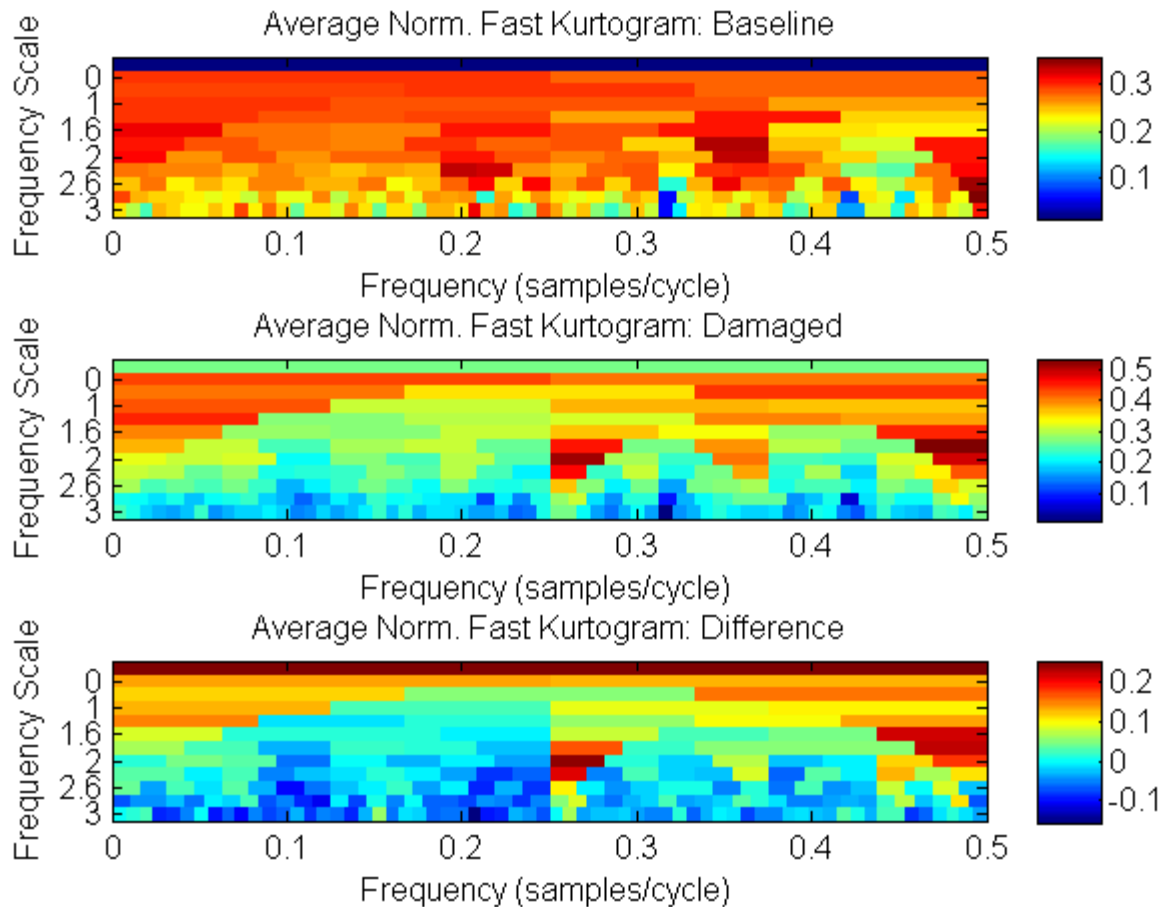 Average Norm. Fast Kurtogram: Baseline
Frequency Scale
0
1
1.6
2
2.6
3
0 0.1 0.2 0.3 0.4 0.5
Frequency (samples/cycle)
0.3
0.2
0.1
Average Norm. Fast Kurtogram: Damaged
Frequency Scale
0
1
1.6
2
2.6
3
0 0.1 0.2 0.3 0.4 0.5
Frequency (samples/cycle)
0.5
0.4
0.3
0.2
0.1
Average Norm. Fast Kurtogram: Difference
Frequency Scale
0
1
1.6
2
2.6
3
0 0.1 0.2 0.3 0.4 0.5
Frequency (samples/cycle)
0.2
0.1
0
-0.1